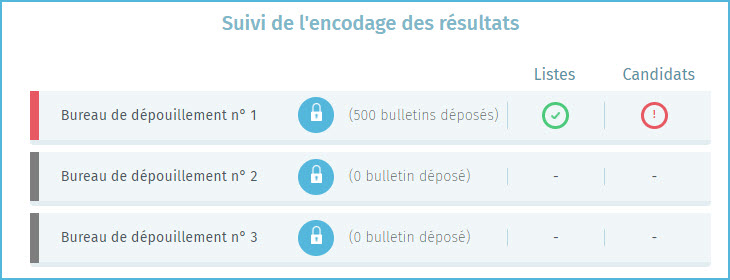 Suivi de l'encodage des résultats
Listes Candidats
Bureau de dépouillement n° 1 (500 bulletins déposés) !
Bureau de dépouillement n° 2 (0 bulletin déposé) - -
Bureau de dépouillement n° 3 (0 bulletin déposé) - -